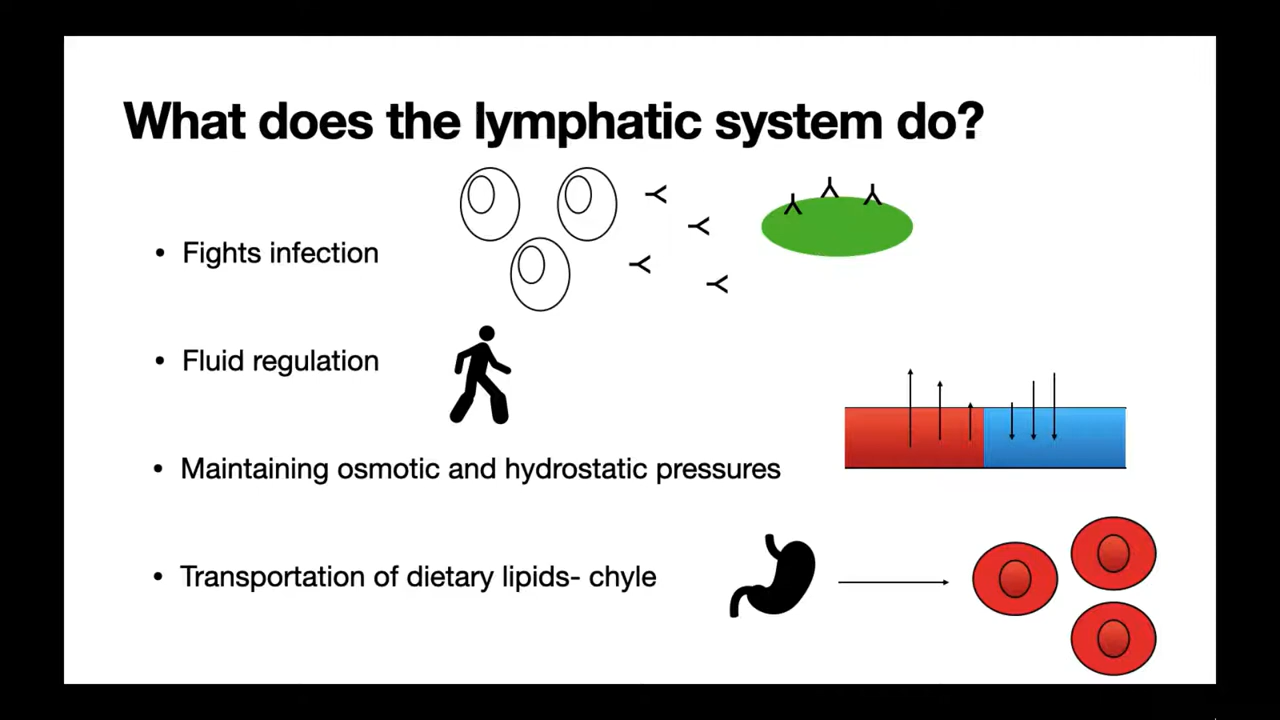 What does the lymphatic system do?
• Fights infection
• Fluid regulation
• Maintaining osmotic and hydrostatic pressures
• Transportation of dietary lipids- chyle